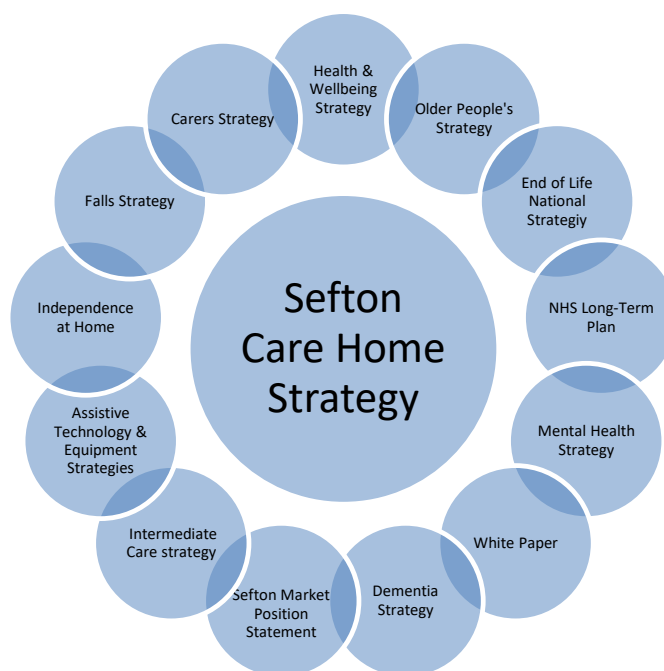 Health &
Wellbeing
Strategy
Older People's
Strategy
End of Life
National
Strategiy
NHS Long-Term
Plan
Mental Health
Strategy
White Paper
Dementia
Strategy
Sefton Market
Position
Statement
Intermediate
Care strategy
Assistive
Technology &
Equipment
Strategies
Independence
at Home
Falls Strategy
Carers Strategy
Sefton
Care Home
Strategy